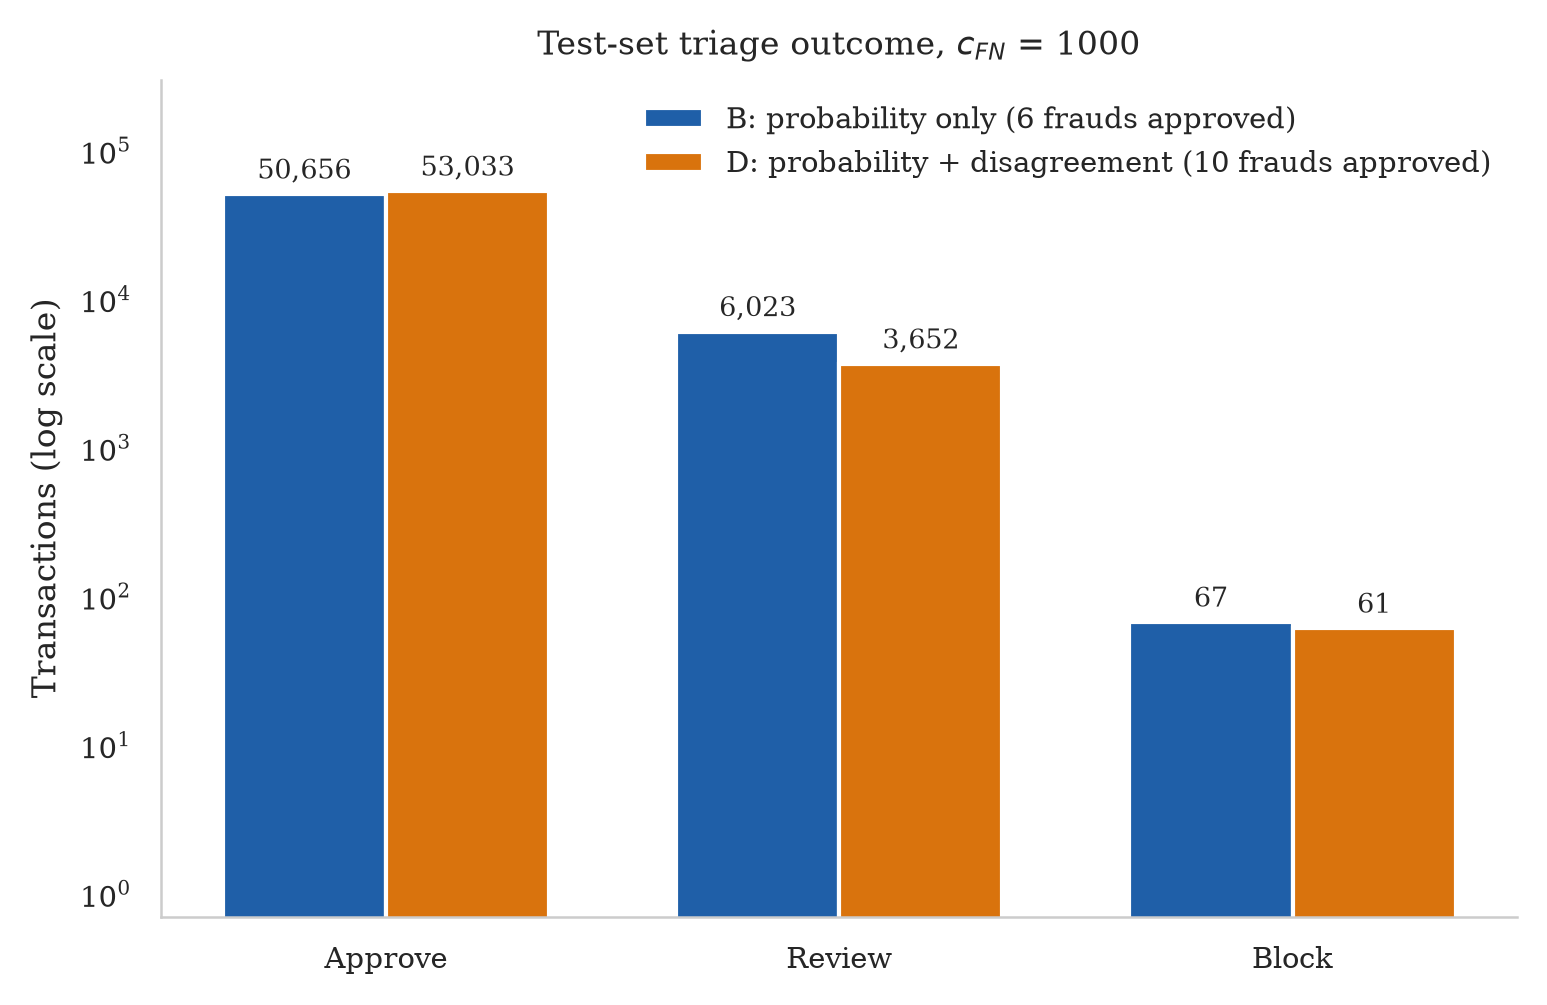 Test-set triage outcome, c_FN = 1000
B: probability only (6 frauds approved)
D: probability + disagreement (10 frauds approved)
Transactions (log scale)
10^5
10^4
10^3
10^2
10^1
10^0
50,656
53,033
6,023
3,652
67
61
Approve
Review
Block